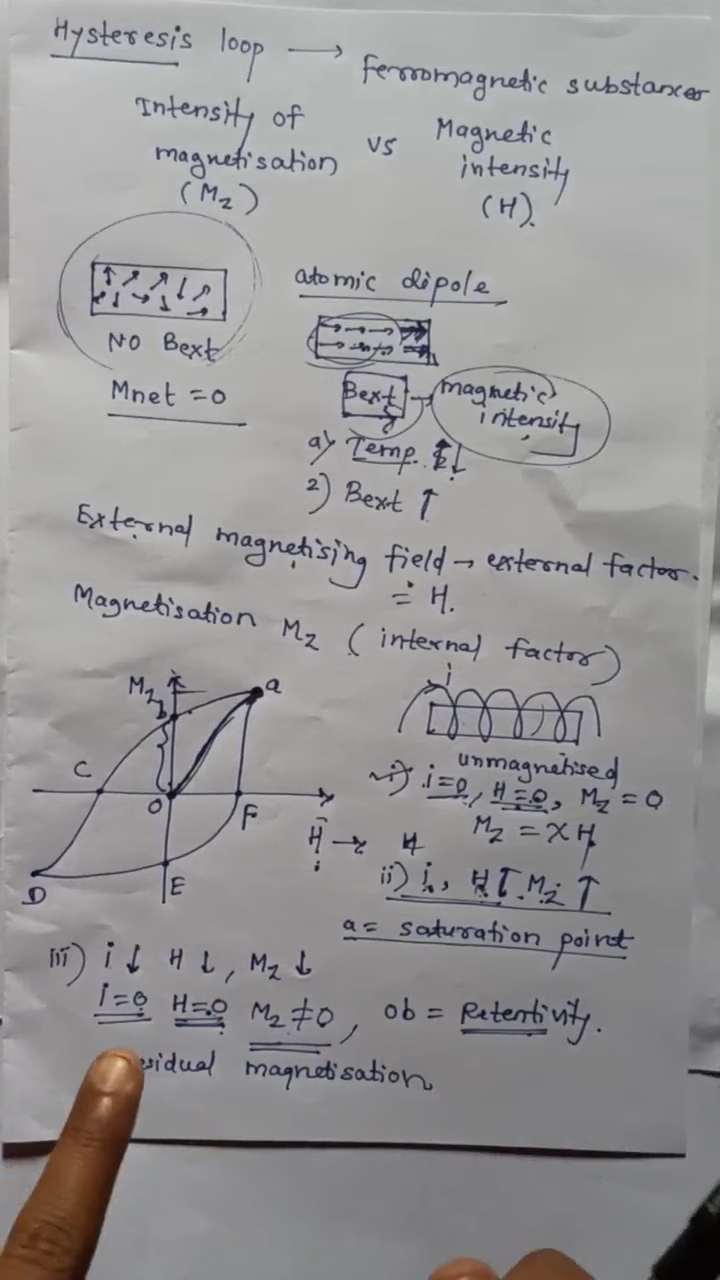 Hysteresis loop → Ferromagnetic substances
Intensity of magnetisation (Mz) vs Magnetic intensity (H).
NO Bext
Mnet = 0
atomic dipole
Bext → magnetic intensity
a) Temp ↓
2) Bext ↑
External magnetising field → external factor.
= H.
Magnetisation Mz (internal factor)
Mz
a
b
C
O
F
H
D
E
i
unmagnetised
i) i=0, H=0, Mz = 0
Mz = χH
H → H
ii) i, H↑ Mz ↑
a = saturation point
iii) i ↓ H ↓, Mz ↓
i=0 H=0 Mz ≠ 0, ob = Retentivity.
sidual magnetisation